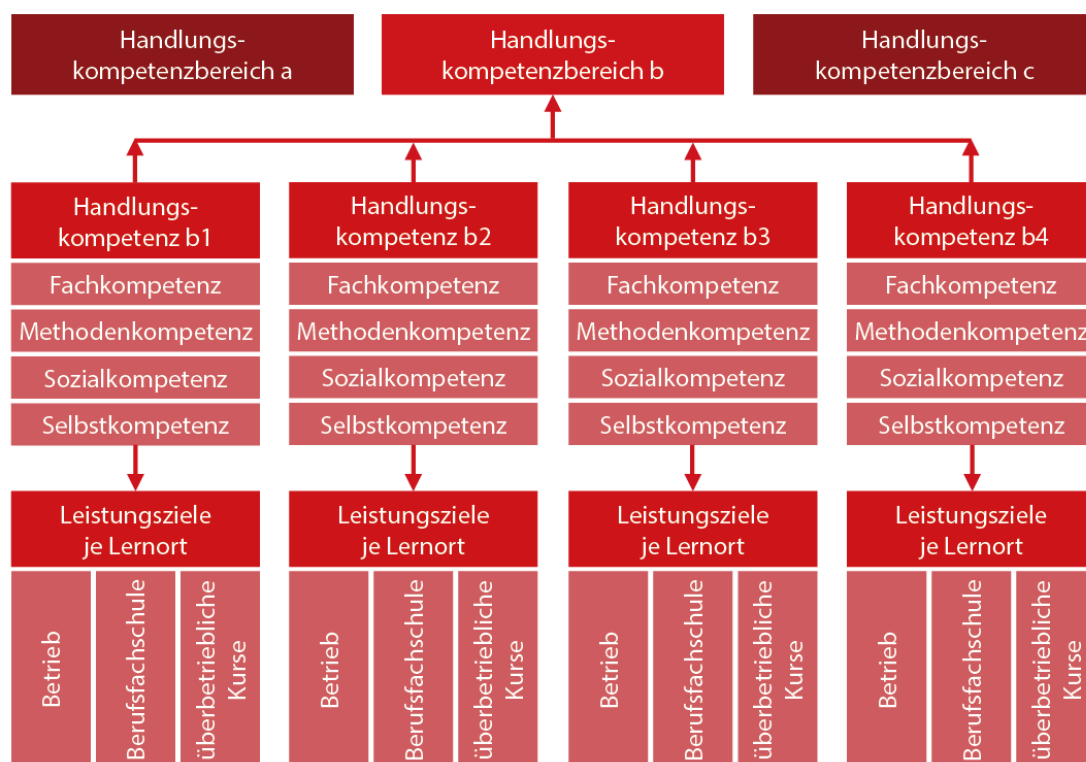 Handlungs-
kompetenzbereich a
Handlungs-
kompetenzbereich b
Handlungs-
kompetenzbereich c
Handlungs-
kompetenz b1
Fachkompetenz
Methodenkompetenz
Sozialkompetenz
Selbstkompetenz
Leistungsziele
je Lernort
Betrieb
Berufsfachschule
überbetriebliche
Kurse
Handlungs-
kompetenz b2
Fachkompetenz
Methodenkompetenz
Sozialkompetenz
Selbstkompetenz
Leistungsziele
je Lernort
Betrieb
Berufsfachschule
überbetriebliche
Kurse
Handlungs-
kompetenz b3
Fachkompetenz
Methodenkompetenz
Sozialkompetenz
Selbstkompetenz
Leistungsziele
je Lernort
Betrieb
Berufsfachschule
überbetriebliche
Kurse
Handlungs-
kompetenz b4
Fachkompetenz
Methodenkompetenz
Sozialkompetenz
Selbstkompetenz
Leistungsziele
je Lernort
Betrieb
Berufsfachschule
überbetriebliche
Kurse